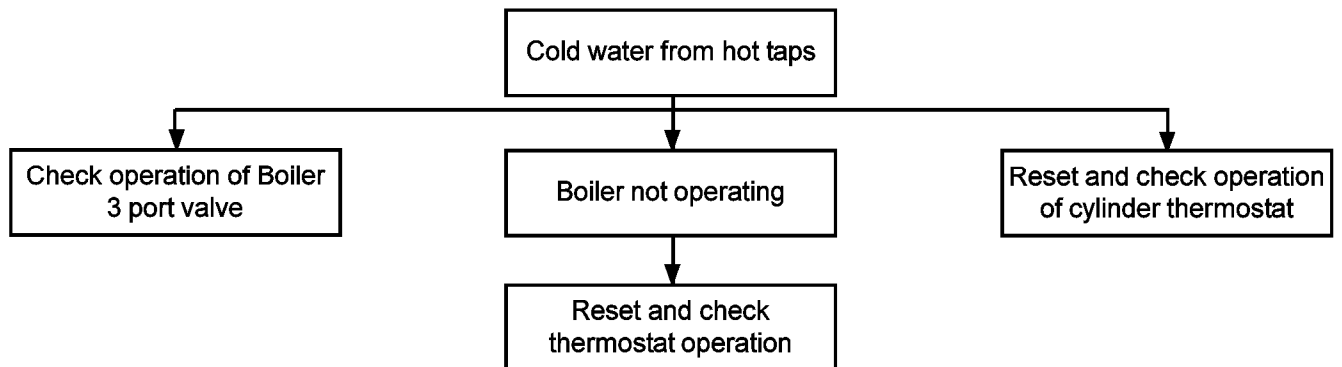 Cold water from hot taps
Check operation of Boiler
3 port valve
Boiler not operating
Reset and check operation
of cylinder thermostat
Reset and check
thermostat operation